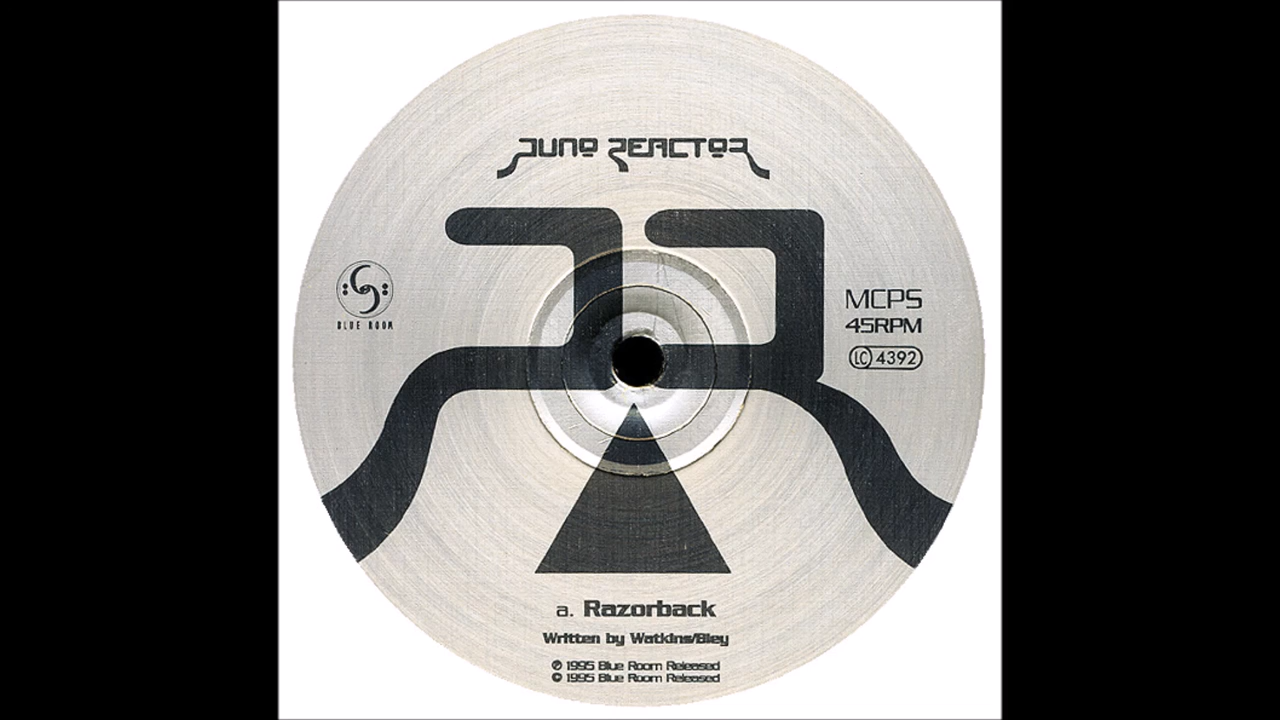 JUNO REACTOR
BLUE ROOM
MCPS
45RPM
LC 4392
a. Razorback
Written by Watkins/Bley
℗ 1995 Blue Room Released
© 1995 Blue Room Released